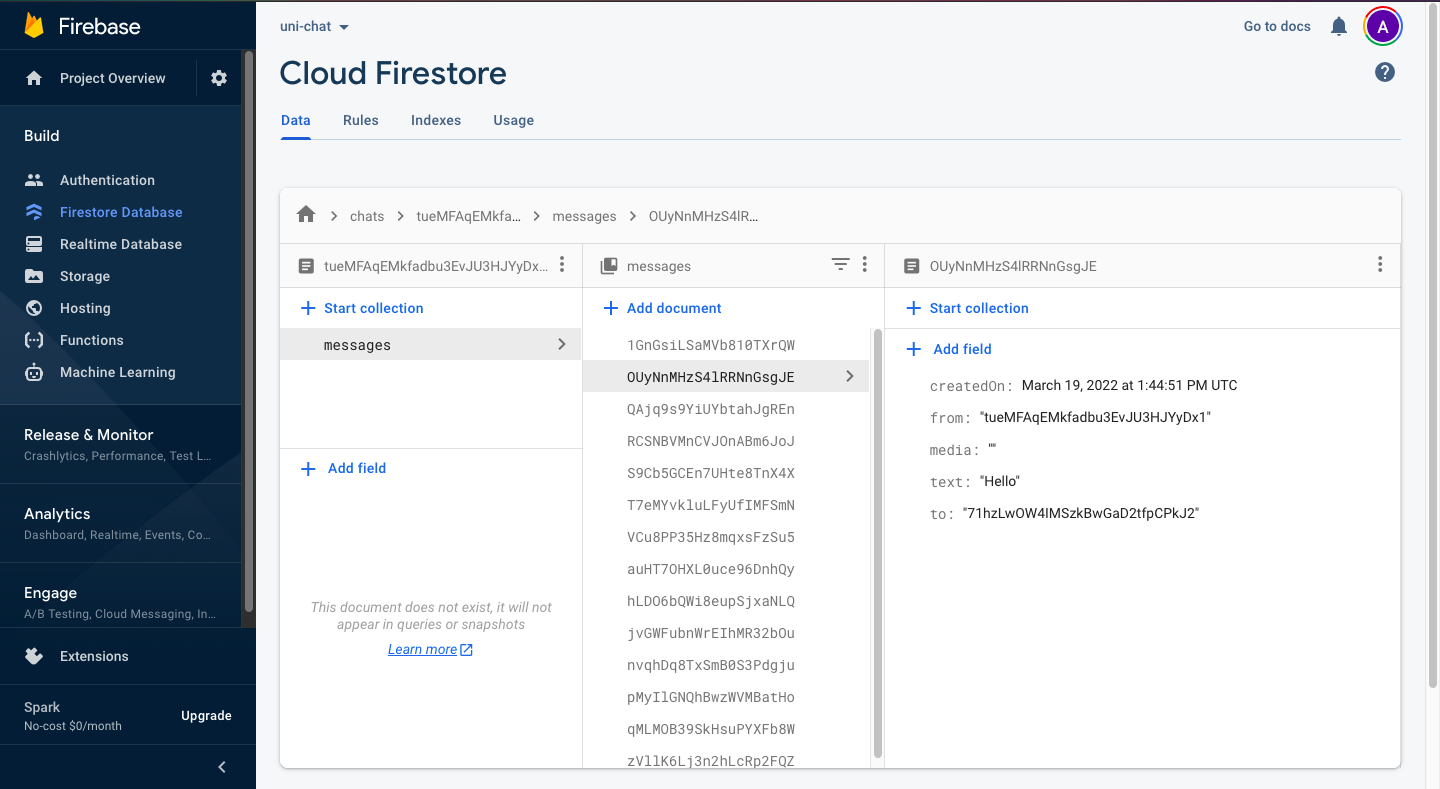 Firebase
Project Overview
Build
Authentication
Firestore Database
Realtime Database
Storage
Hosting
Functions
Machine Learning
Release & Monitor
Crashlytics, Performance, Test L...
Analytics
Dashboard, Realtime, Events, Co...
Engage
A/B Testing, Cloud Messaging, In...
Extensions
Spark
No-cost $0/month
Upgrade
uni-chat
Go to docs
A
Cloud Firestore
?
Data Rules Indexes Usage
chats
tueMFAqEMkfa...
messages
OUyNnMHzS4lR...
tueMFAqEMkfadbu3EvJU3HJYyDx...
Start collection
messages
Add field
This document does not exist, it will not
appear in queries or snapshots
Learn more
messages
Add document
1GnGsiLSaMVb810TXrQW
OUyNnMHzS4lRRNnGsgJE
QAjq9s9YiUYbtahJgREn
RCSNBVMnCVJOnABm6JoJ
S9Cb5GCEn7UHte8TnX4X
T7eMYvkluLFyUfIMFSmN
VCu8PP35Hz8mqxsFzSu5
auHT7OHXL0uce96DnhQy
hLDO6bQWi8eupSjxaNLQ
jvGWFubnWrEIhMR32bOu
nvqhDq8TxSmB0S3Pdgju
pMyIlGNQhBwzWVMBatHo
qMLMOB39SkHsuPYXFb8W
zVllK6Lj3n2hLcRp2FQZ
OUyNnMHzS4lRRNnGsgJE
Start collection
Add field
createdOn: March 19, 2022 at 1:44:51 PM UTC
from: "tueMFAqEMkfadbu3EvJU3HJYyDx1"
media: ""
text: "Hello"
to: "71hzLwOW4IMSzkBwGaD2tfpCPkJ2"